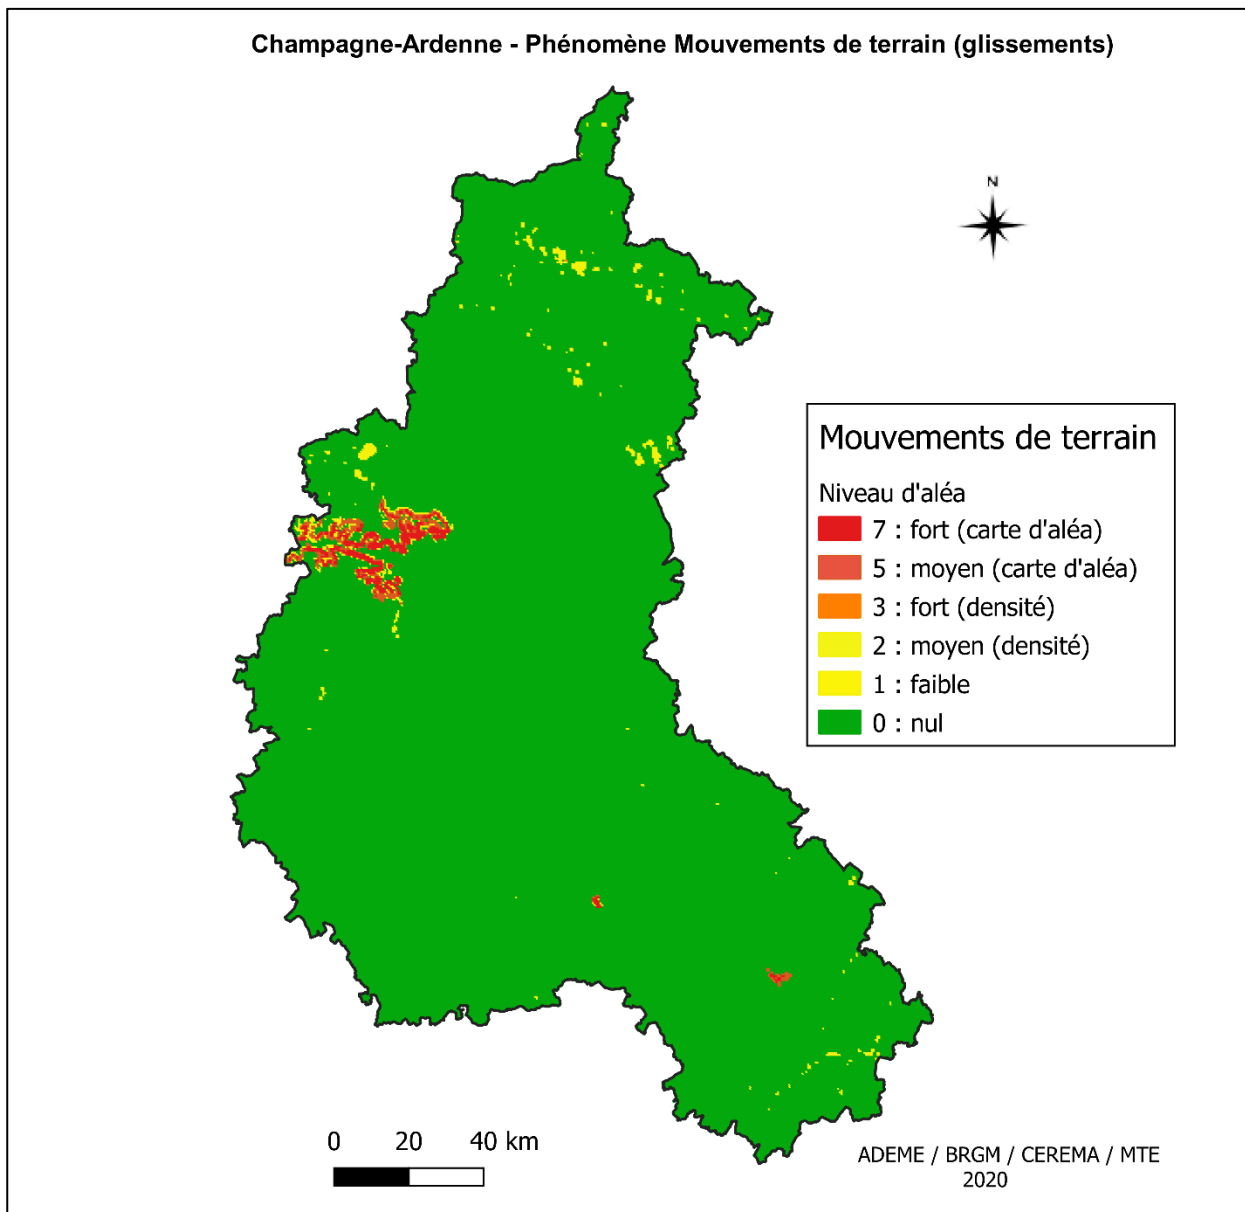 Champagne-Ardenne - Phénomène Mouvements de terrain (glissements)
N
Mouvements de terrain
Niveau d'aléa
7 : fort (carte d'aléa)
5 : moyen (carte d'aléa)
3 : fort (densité)
2 : moyen (densité)
1 : faible
0 : nul
0 20 40 km
ADEME / BRGM / CEREMA / MTE
2020